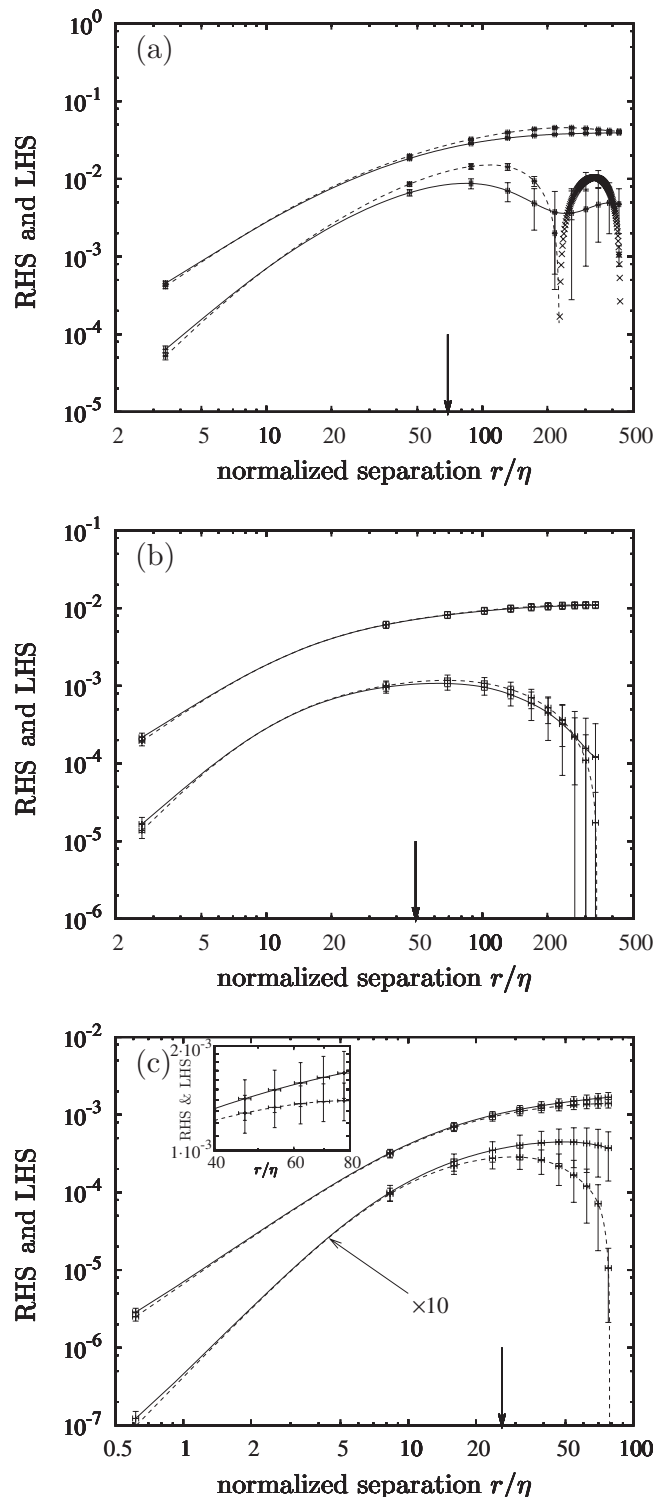 (a)
10^0
10^-1
10^-2
10^-3
10^-4
10^-5
RHS and LHS
2 5 10 20 50 100 200 500
normalized separation r/η
(b)
10^-1
10^-2
10^-3
10^-4
10^-5
10^-6
RHS and LHS
2 5 10 20 50 100 200 500
normalized separation r/η
(c)
10^-2
10^-3
10^-4
10^-5
10^-6
10^-7
RHS and LHS
2·10^-3
1·10^-3
RHS & LHS
40 60 80
r/η
×10
0.5 1 2 5 10 20 50 100
normalized separation r/η